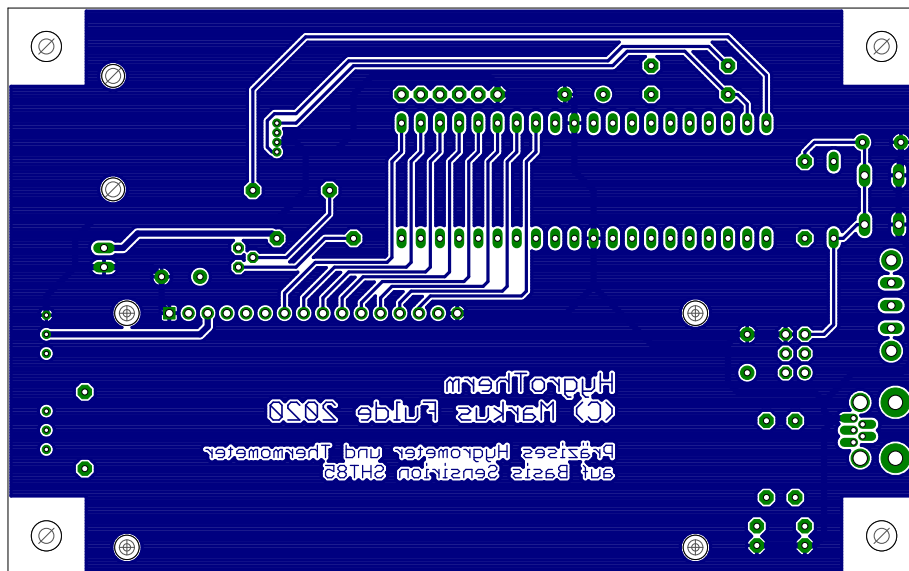 HygroTherm
(C) Markus Fulde 2020
Präzises Hygrometer und Thermometer
auf Basis Sensirion SHT85